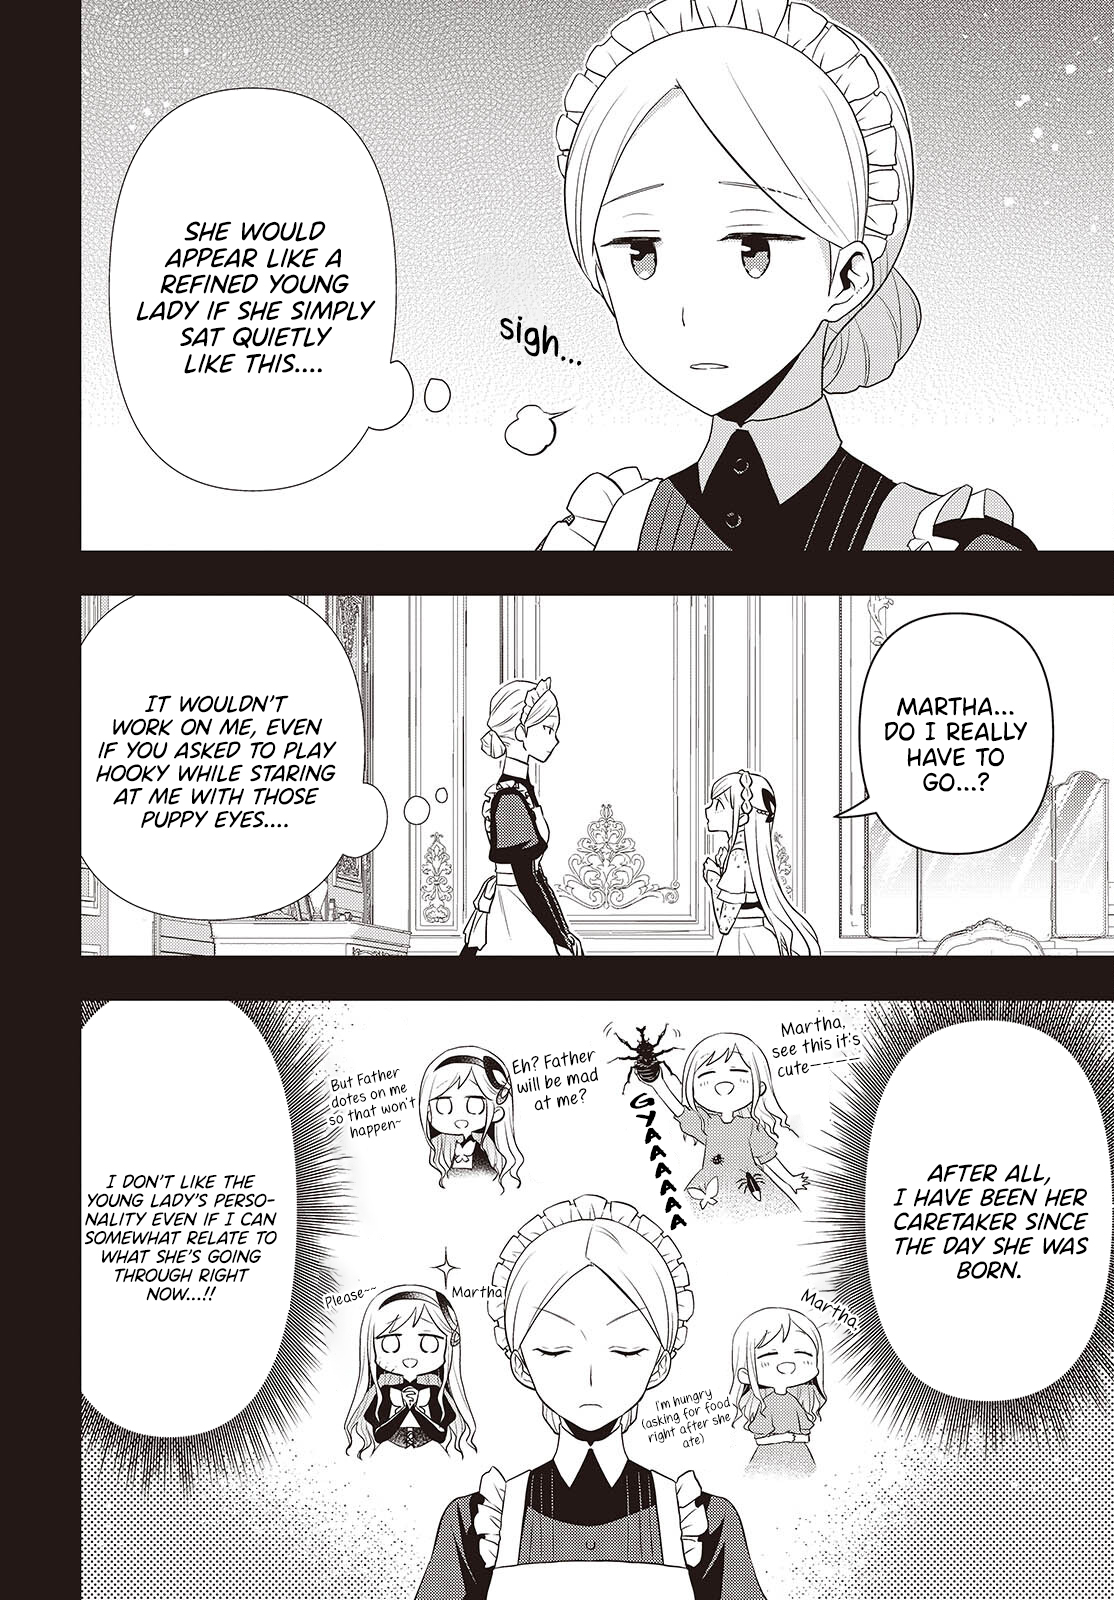 SHE WOULD
APPEAR LIKE A
REFINED YOUNG
LADY IF SHE SIMPLY
SAT QUIETLY
LIKE THIS....
sigh...
MARTHA...
DO I REALLY
HAVE TO
GO...?
IT WOULDN'T
WORK ON ME, EVEN
IF YOU ASKED TO PLAY
HOOKY WHILE STARING
AT ME WITH THOSE
PUPPY EYES....
AFTER ALL,
I HAVE BEEN HER
CARETAKER SINCE
THE DAY SHE WAS
BORN.
Martha,
see this it's
cute-----
GYAAAAAA
Eh? Father
will be mad
at me?
But Father
dotes on me
so that won't
happen~
Martha~
I'm hungry
(asking for food
right after she
ate)
Martha
Please~~
I DON'T LIKE THE
YOUNG LADY'S PERSO-
NALITY EVEN IF I CAN
SOMEWHAT RELATE TO
WHAT SHE'S GOING
THROUGH RIGHT
NOW...!!